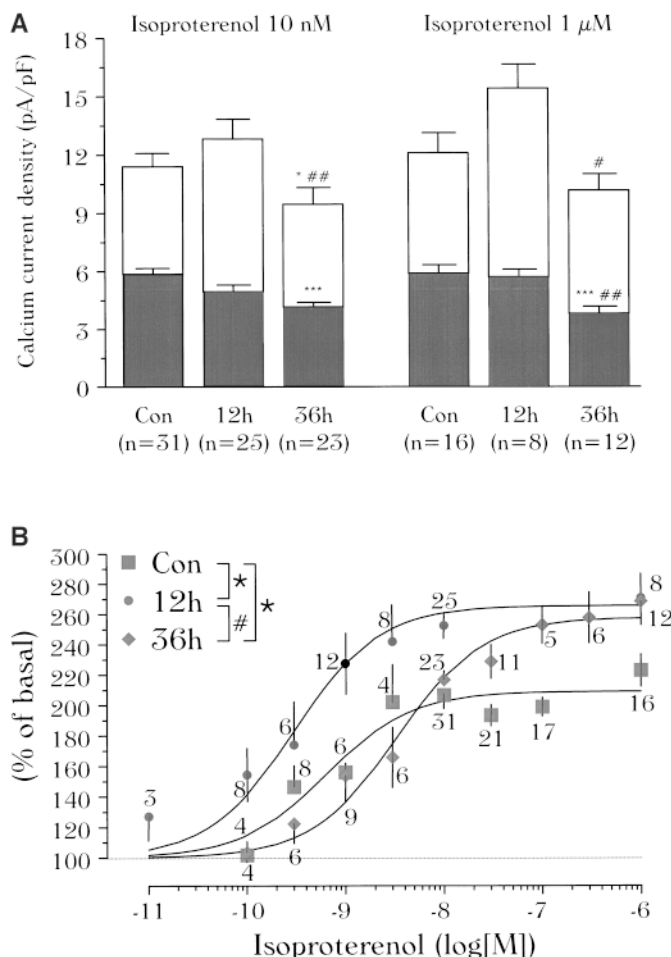 A
Isoproterenol 10 nM
Isoproterenol 1 μM
Calcium current density (pA/pF)
18
15
12
9
6
3
0
* ##
***
#
*** ##
Con
12h
36h
Con
12h
36h
(n=31)
(n=25)
(n=23)
(n=16)
(n=8)
(n=12)
B
(% of basal)
300
280
260
240
220
200
180
160
140
120
100
Con
12h
36h
*
#
*
3
8
4
4
6
8
6
12
6
9
8
4
6
25
23
31
11
21
5
17
6
8
12
16
-11
-10
-9
-8
-7
-6
Isoproterenol (log[M])